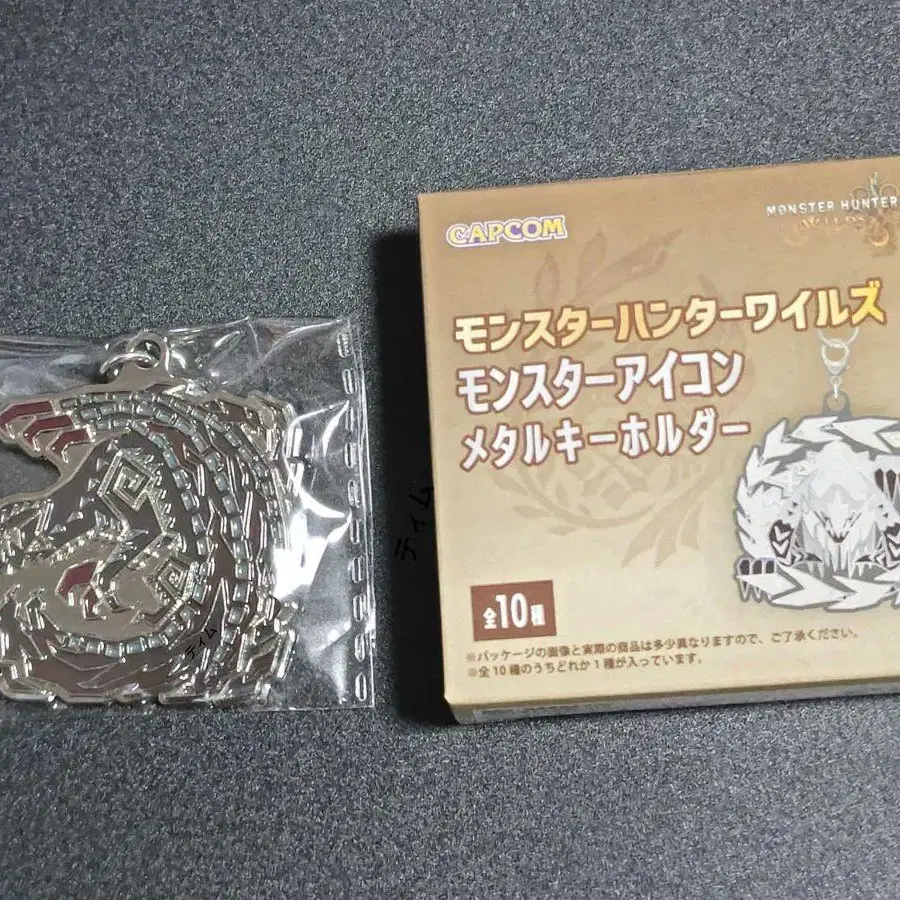 CAPCOM
MONSTER HUNTER
WILDS
モンスターハンターワイルズ
モンスターアイコン
メタルキーホルダー
全10種
※パッケージの画像と実際の商品は多少異なりますので、ご了承ください。
※全10種のうちどれか1種が入っています。
ティム
ティム